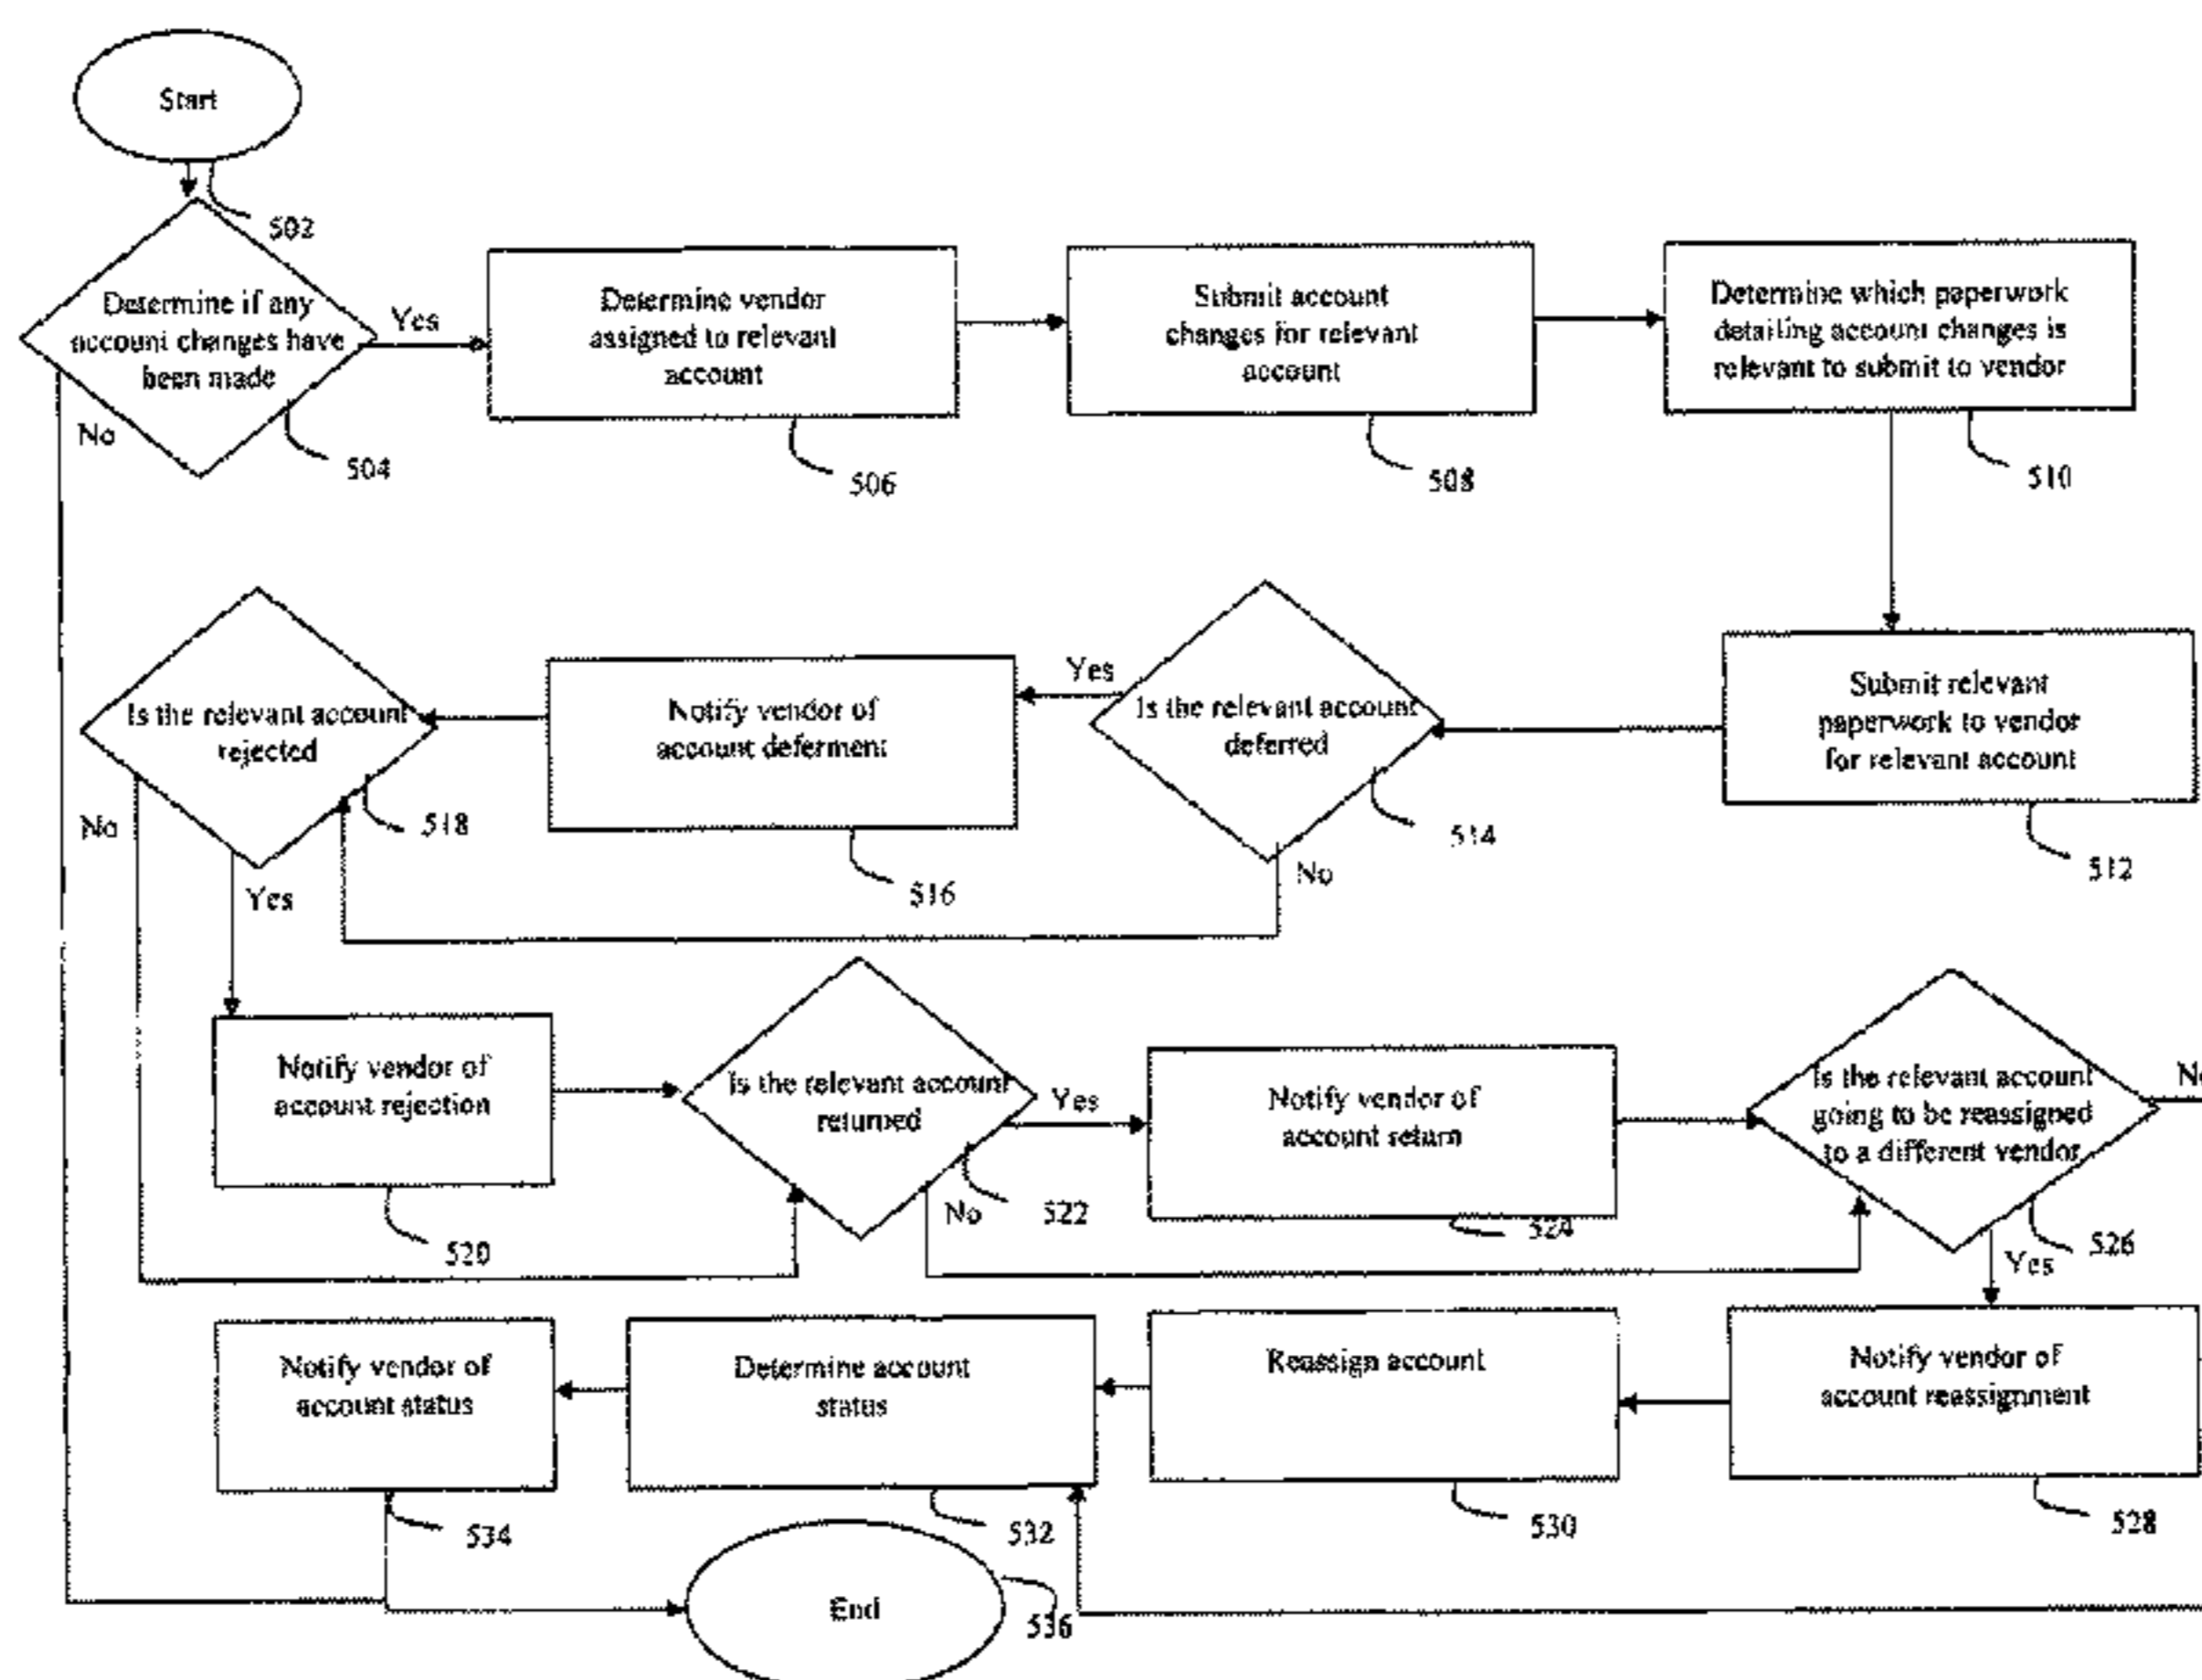 Start
502
Determine if any
account changes have
been made
Yes
No
504
Determine vendor
assigned to relevant
account
506
Submit account
changes for relevant
account
508
Determine which paperwork
detailing account changes is
relevant to submit to vendor
510
Submit relevant
paperwork to vendor
for relevant account
512
Is the relevant account
deferred
Yes
No
514
Notify vendor of
account deferment
516
Is the relevant account
rejected
No
Yes
518
Notify vendor of
account rejection
520
Is the relevant account
returned
Yes
No
522
Notify vendor of
account return
524
Is the relevant account
going to be reassigned
to a different vendor
No
Yes
526
Notify vendor of
account reassignment
528
Reassign account
530
Determine account
status
532
Notify vendor of
account status
534
End
536